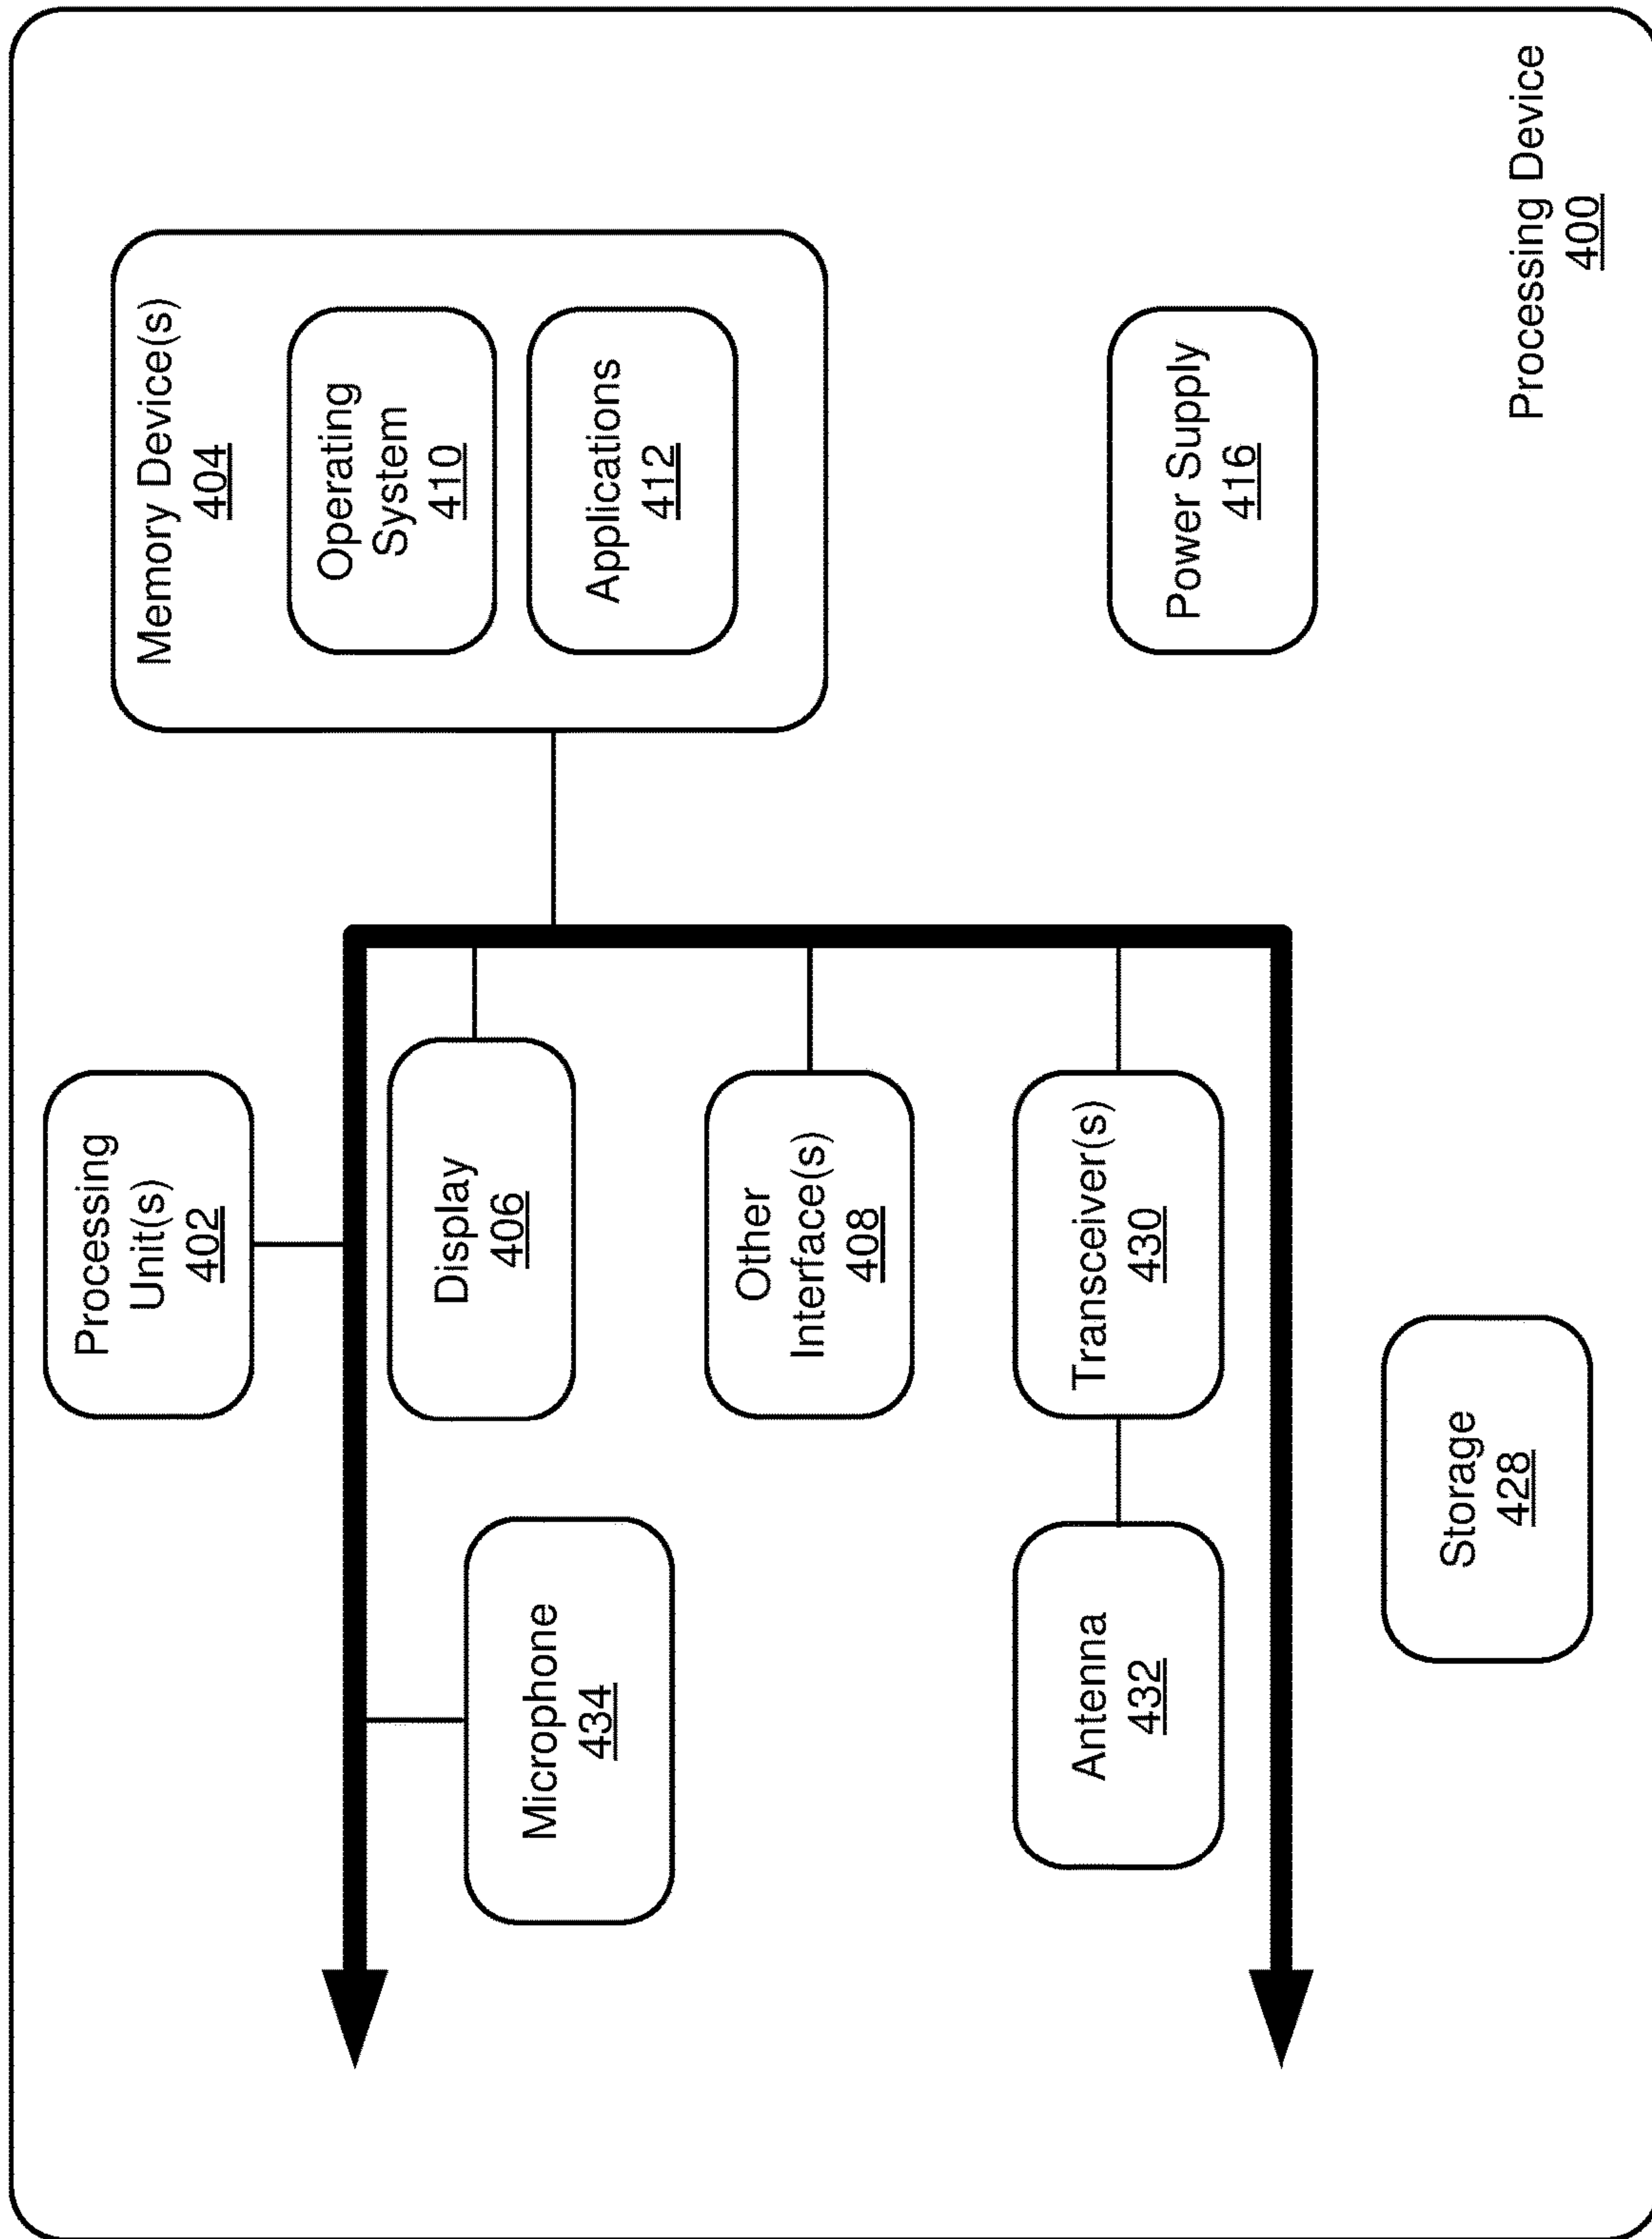 Processing
Unit(s)
402
Memory Device(s)
404
Operating
System
410
Applications
412
Display
406
Microphone
434
Other
Interface(s)
408
Transceiver(s)
430
Antenna
432
Power Supply
416
Storage
428
Processing Device
400